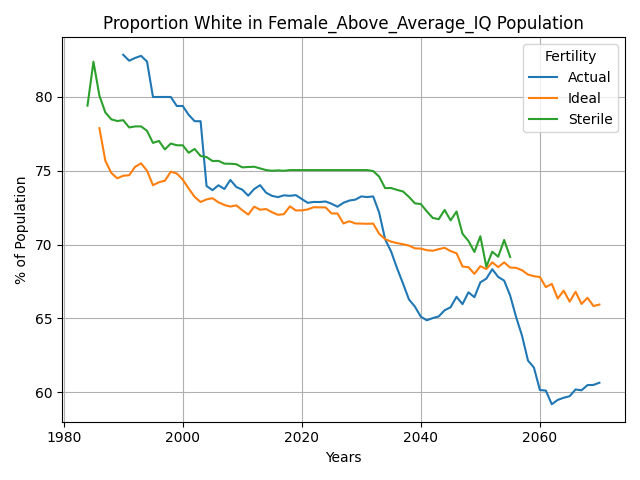 Proportion White in Female_Above_Average_IQ Population
% of Population
80
75
70
65
60
1980
2000
2020
2040
2060
Years
Fertility
Actual
Ideal
Sterile